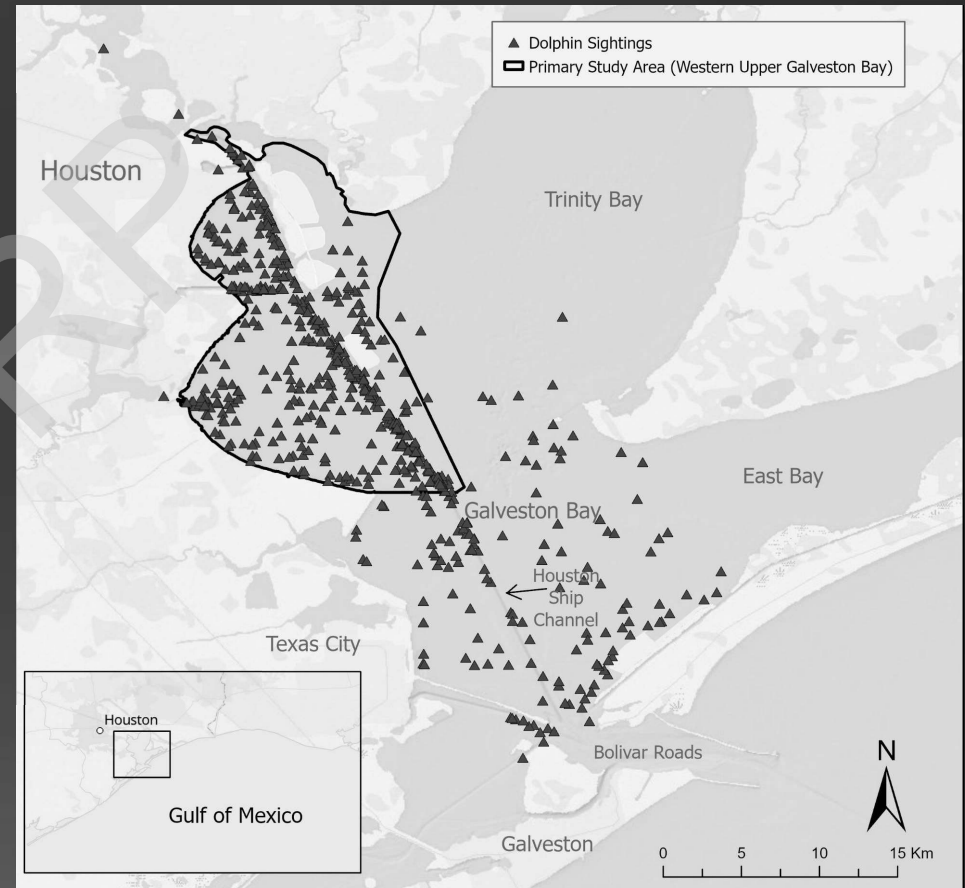 Dolphin Sightings
Primary Study Area (Western Upper Galveston Bay)
Houston
Trinity Bay
East Bay
Galveston Bay
Houston
Ship
Channel
Texas City
Houston
Bolivar Roads
N
Gulf of Mexico
Galveston
0 5 10 15 Km